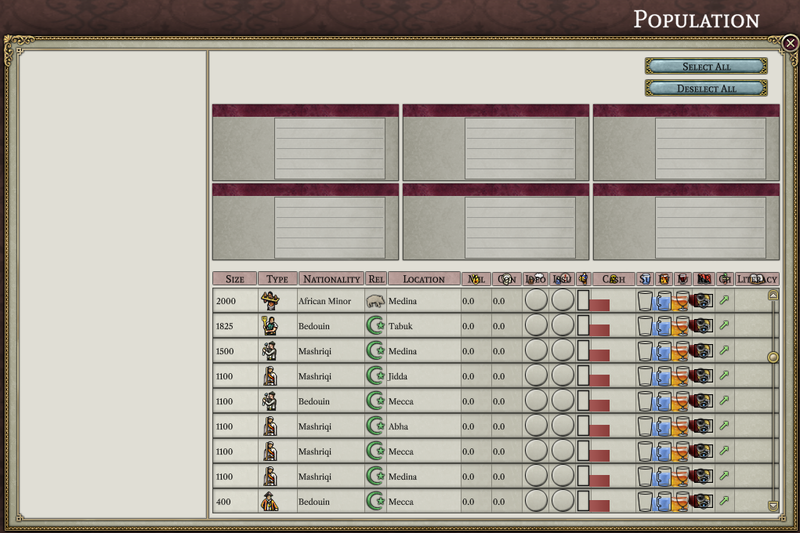 Population
Select All
Deselect All
Size Type Nationality Rel Location Mil Con Ideo Issu Cash Ch Literacy
2000 African Minor Medina 0.0 0.0
1825 Bedouin Tabuk 0.0 0.0
1500 Mashriqi Medina 0.0 0.0
1100 Mashriqi Jidda 0.0 0.0
1100 Bedouin Mecca 0.0 0.0
1100 Mashriqi Abha 0.0 0.0
1100 Mashriqi Mecca 0.0 0.0
1100 Mashriqi Medina 0.0 0.0
400 Bedouin Mecca 0.0 0.0